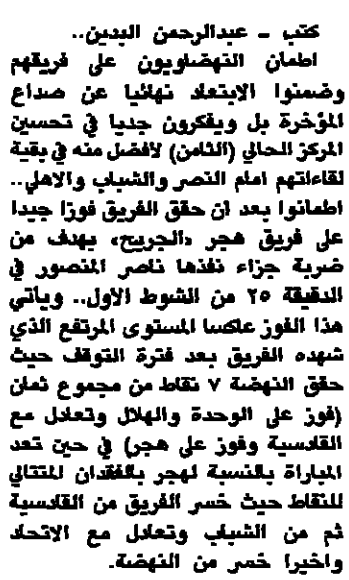 كتب - عبدالرحمن البدين..
اطمان النهضاويون على فريقهم
وضمنوا الابتعاد نهائيا عن صداع
المؤخرة بل ويفكرون جديا في تحسين
المركز الحالي (الثامن) لافضل منه في بقية
لقاءاتهم امام النصر والشباب والاهلي..
اطمانوا بعد ان حقق الفريق فوزا جيدا
على فريق هجر «الجريح» بهدف من
ضربة جزاء نفذها ناصر المنصور في
الدقيقة ٢٥ من الشوط الاول.. وياتي
هذا الفوز عاكسا المستوى المرتفع الذي
شهده الفريق بعد فترة التوقف حيث
حقق النهضة ٧ نقاط من مجموع ثمان
(فوز على الوحدة والهلال وتعادل مع
القادسية وفوز على هجر) في حين تعد
المباراة بالنسبة لهجر بالفقدان المتتالي
للنقاط حيث خسر الفريق من القادسية
ثم من الشباب وتعادل مع الاتحاد
واخيرا خسر من النهضة.